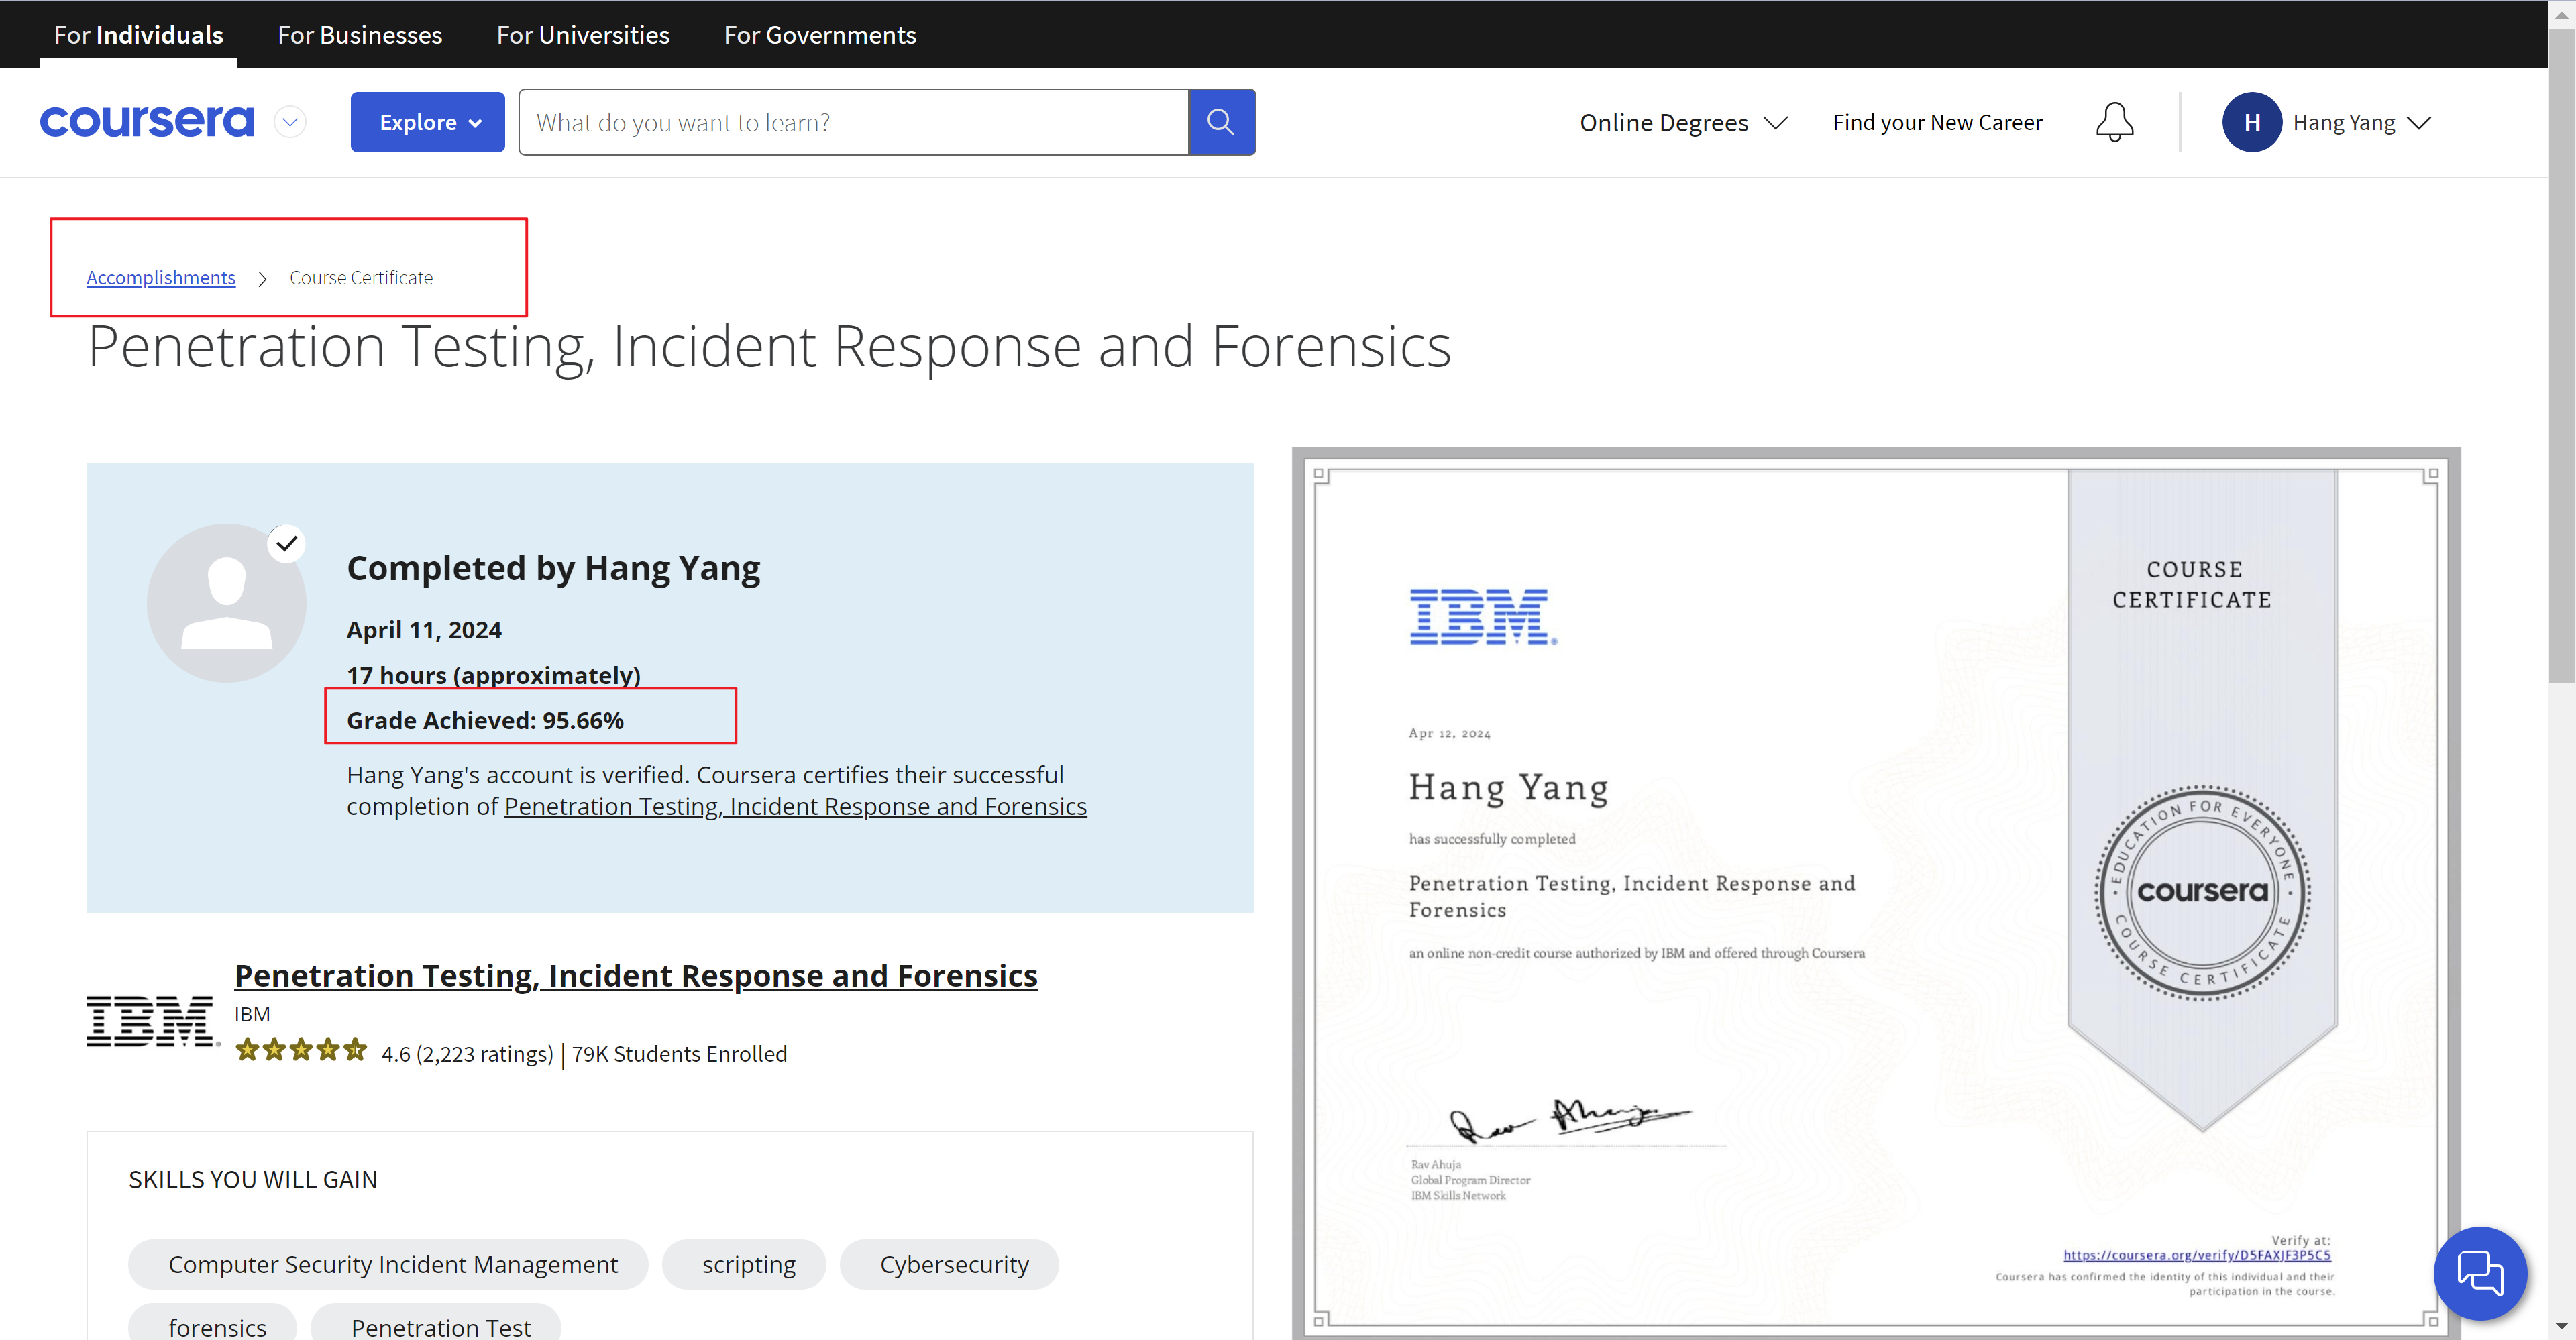 For Individuals For Businesses For Universities For Governments
coursera Explore What do you want to learn? Online Degrees Find your New Career H Hang Yang
Accomplishments Course Certificate
Penetration Testing, Incident Response and Forensics
Completed by Hang Yang
April 11, 2024
17 hours (approximately)
Grade Achieved: 95.66%
Hang Yang's account is verified. Coursera certifies their successful
completion of Penetration Testing, Incident Response and Forensics
Penetration Testing, Incident Response and Forensics
IBM
IBM
4.6 (2,223 ratings) | 79K Students Enrolled
SKILLS YOU WILL GAIN
Computer Security Incident Management scripting Cybersecurity
forensics Penetration Test
IBM
Apr 12, 2024
Hang Yang
has successfully completed
Penetration Testing, Incident Response and
Forensics
an online non-credit course authorized by IBM and offered through Coursera
Rav Ahuja
Global Program Director
IBM Skills Network
COURSE
CERTIFICATE
EDUCATION FOR EVERYONE
coursera
COURSE CERTIFICATE
Verify at:
https://coursera.org/verify/D5FAXJF3P5C5
Coursera has confirmed the identity of this individual and their
participation in the course.